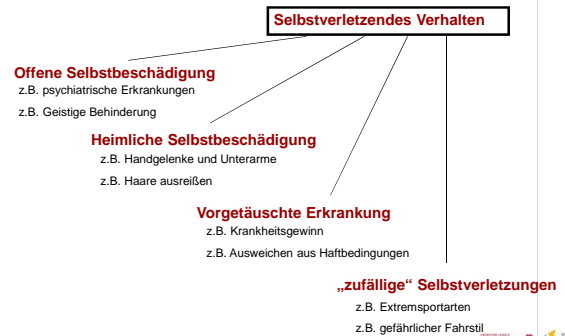 Selbstverletzendes Verhalten
Offene Selbstbeschädigung
z.B. psychiatrische Erkrankungen
z.B. Geistige Behinderung
Heimliche Selbstbeschädigung
z.B. Handgelenke und Unterarme
z.B. Haare ausreißen
Vorgetäuschte Erkrankung
z.B. Krankheitsgewinn
z.B. Ausweichen aus Haftbedingungen
„zufällige“ Selbstverletzungen
z.B. Extremsportarten
z.B. gefährlicher Fahrstil